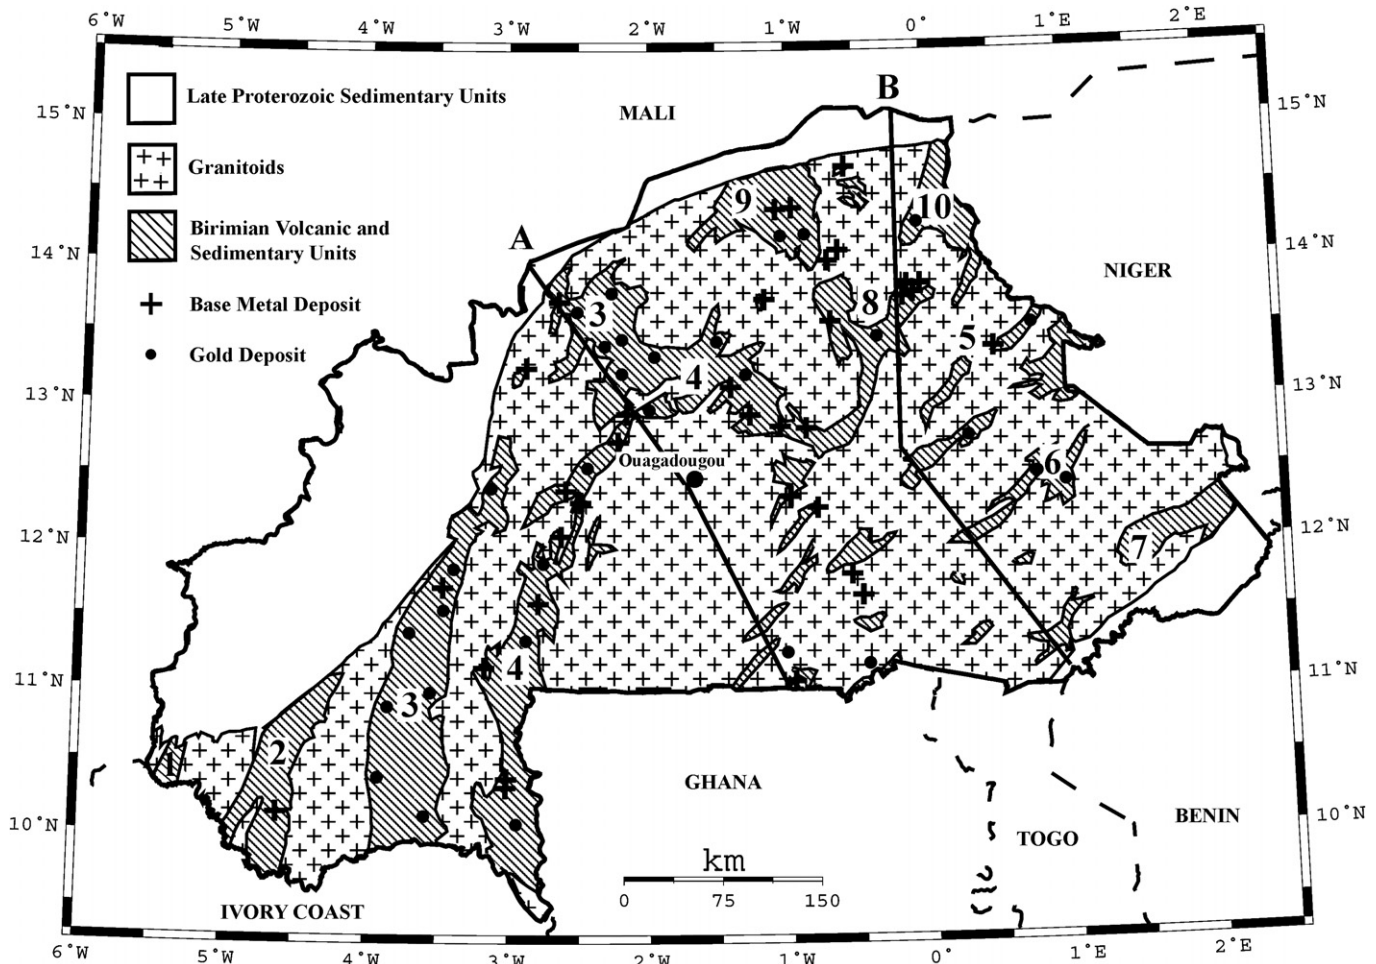 6˚W
5˚W
4˚W
3˚W
2˚W
1˚W
0˚
1˚E
2˚E
15˚N
15˚N
14˚N
14˚N
13˚N
13˚N
12˚N
12˚N
11˚N
11˚N
10˚N
10˚N
Late Proterozoic Sedimentary Units
Granitoids
Birimian Volcanic and
Sedimentary Units
Base Metal Deposit
Gold Deposit
MALI
B
A
9
10
NIGER
3
8
5
4
Ouagadougou
6
7
4
3
2
1
GHANA
BENIN
TOGO
IVORY COAST
km
0 75 150
6˚W
5˚W
4˚W
3˚W
2˚W
1˚W
0˚
1˚E
2˚E